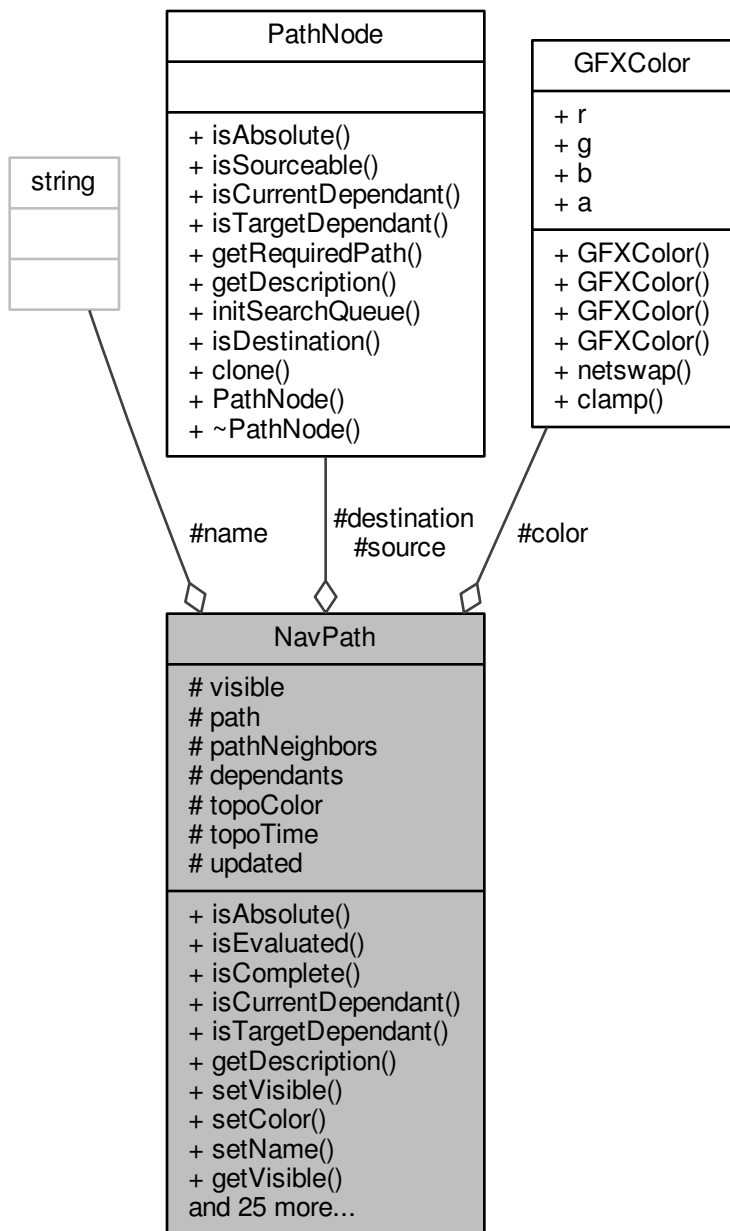 PathNode
+ isAbsolute()
+ isSourceable()
+ isCurrentDependant()
+ isTargetDependant()
+ getRequiredPath()
+ getDescription()
+ initSearchQueue()
+ isDestination()
+ clone()
+ PathNode()
+ ~PathNode()
GFXColor
+ r
+ g
+ b
+ a
+ GFXColor()
+ GFXColor()
+ GFXColor()
+ GFXColor()
+ netswap()
+ clamp()
string
#name
#destination
#source
#color
NavPath
# visible
# path
# pathNeighbors
# dependants
# topoColor
# topoTime
# updated
+ isAbsolute()
+ isEvaluated()
+ isComplete()
+ isCurrentDependant()
+ isTargetDependant()
+ getDescription()
+ setVisible()
+ setColor()
+ setName()
+ getVisible()
and 25 more...